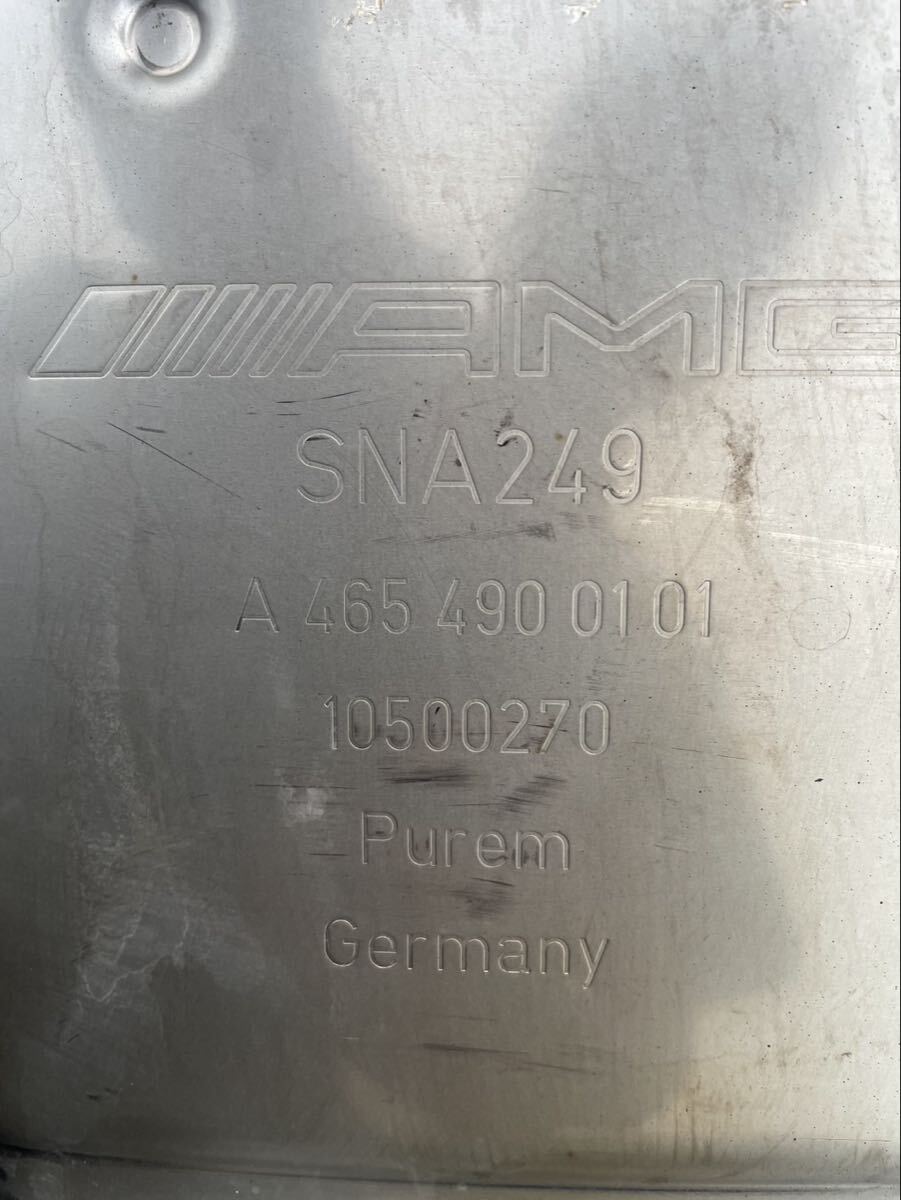 AMG
SNA249
A 465 490 01 01
10500270
Purem
Germany